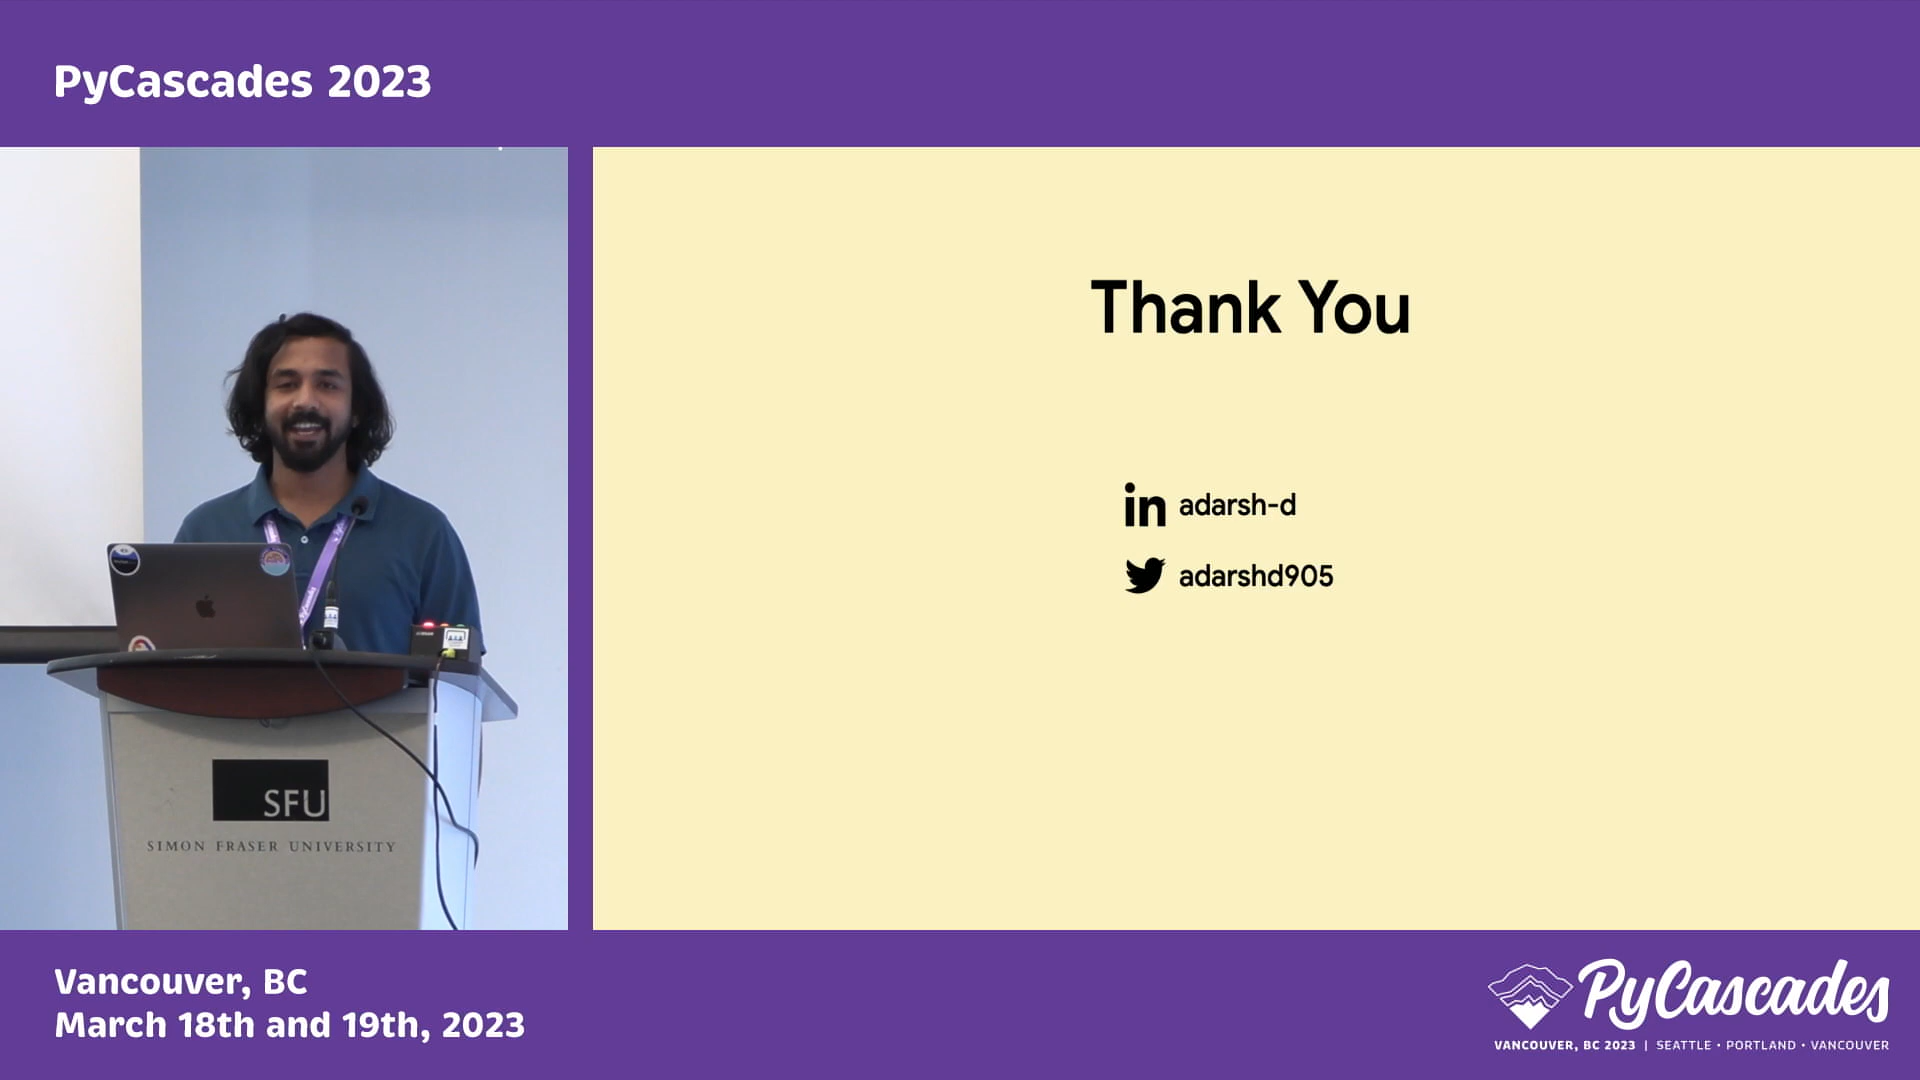 PyCascades 2023
Thank You
in adarsh-d
adarshd905
SFU
SIMON FRASER UNIVERSITY
Vancouver, BC
March 18th and 19th, 2023
PyCascades
VANCOUVER, BC 2023 | SEATTLE • PORTLAND • VANCOUVER